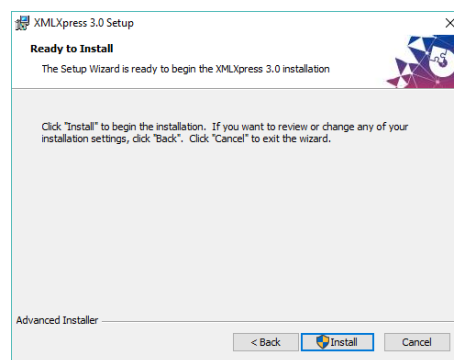 XMLXpress 3.0 Setup
Ready to Install
The Setup Wizard is ready to begin the XMLXpress 3.0 installation
Click "Install" to begin the installation. If you want to review or change any of your
installation settings, click "Back". Click "Cancel" to exit the wizard.
Advanced Installer
< Back
Install
Cancel